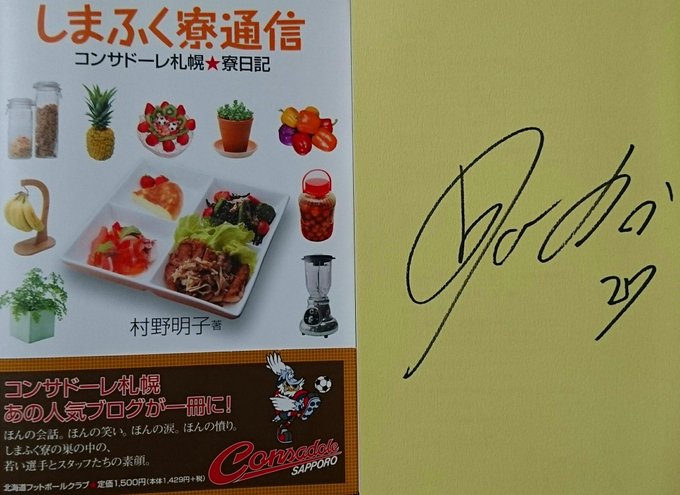 しまふく寮通信
コンサドーレ札幌★寮日記
村野明子著
コンサドーレ札幌
あの人気ブログが一冊に!
ほんの会話。ほんの笑い。ほんの涙。ほんの憤り。
しまふく寮の巣の中の、
若い選手とスタッフたちの素顔。
Consadole
SAPPORO
北海道フットボールクラブ★定価1,500円(本体1,429円+税)